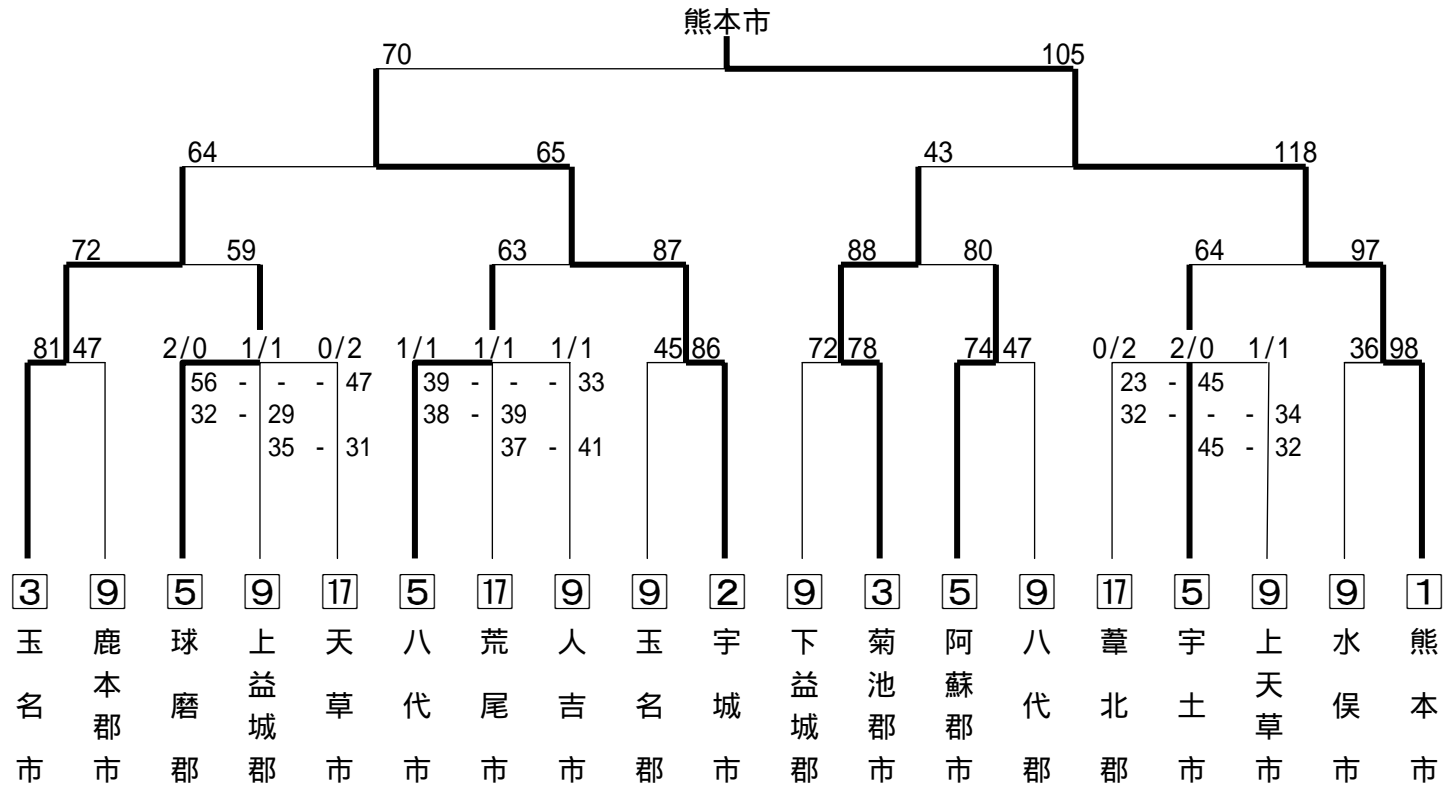 熊本市
70 105
64 65 43 118
72 59 63 87 88 80 64 97
81 47 2/0 1/1 0/2 1/1 1/1 1/1 45 86 72 78 74 47 0/2 2/0 1/1 36 98
56 - - - 47 39 - - - 33 23 - 45
32 - 29 38 - 39 32 - - - 34
35 - 31 37 - 41 45 - 32
3 9 5 9 17 5 17 9 9 2 9 3 5 9 17 5 9 9 1
玉名市
鹿本郡市
球磨郡
上益城郡
天草市
八代市
荒尾市
人吉市
玉名郡
宇城市
下益城郡
菊池郡市
阿蘇郡市
八代郡
葦北郡
宇土市
上天草市
水俣市
熊本市